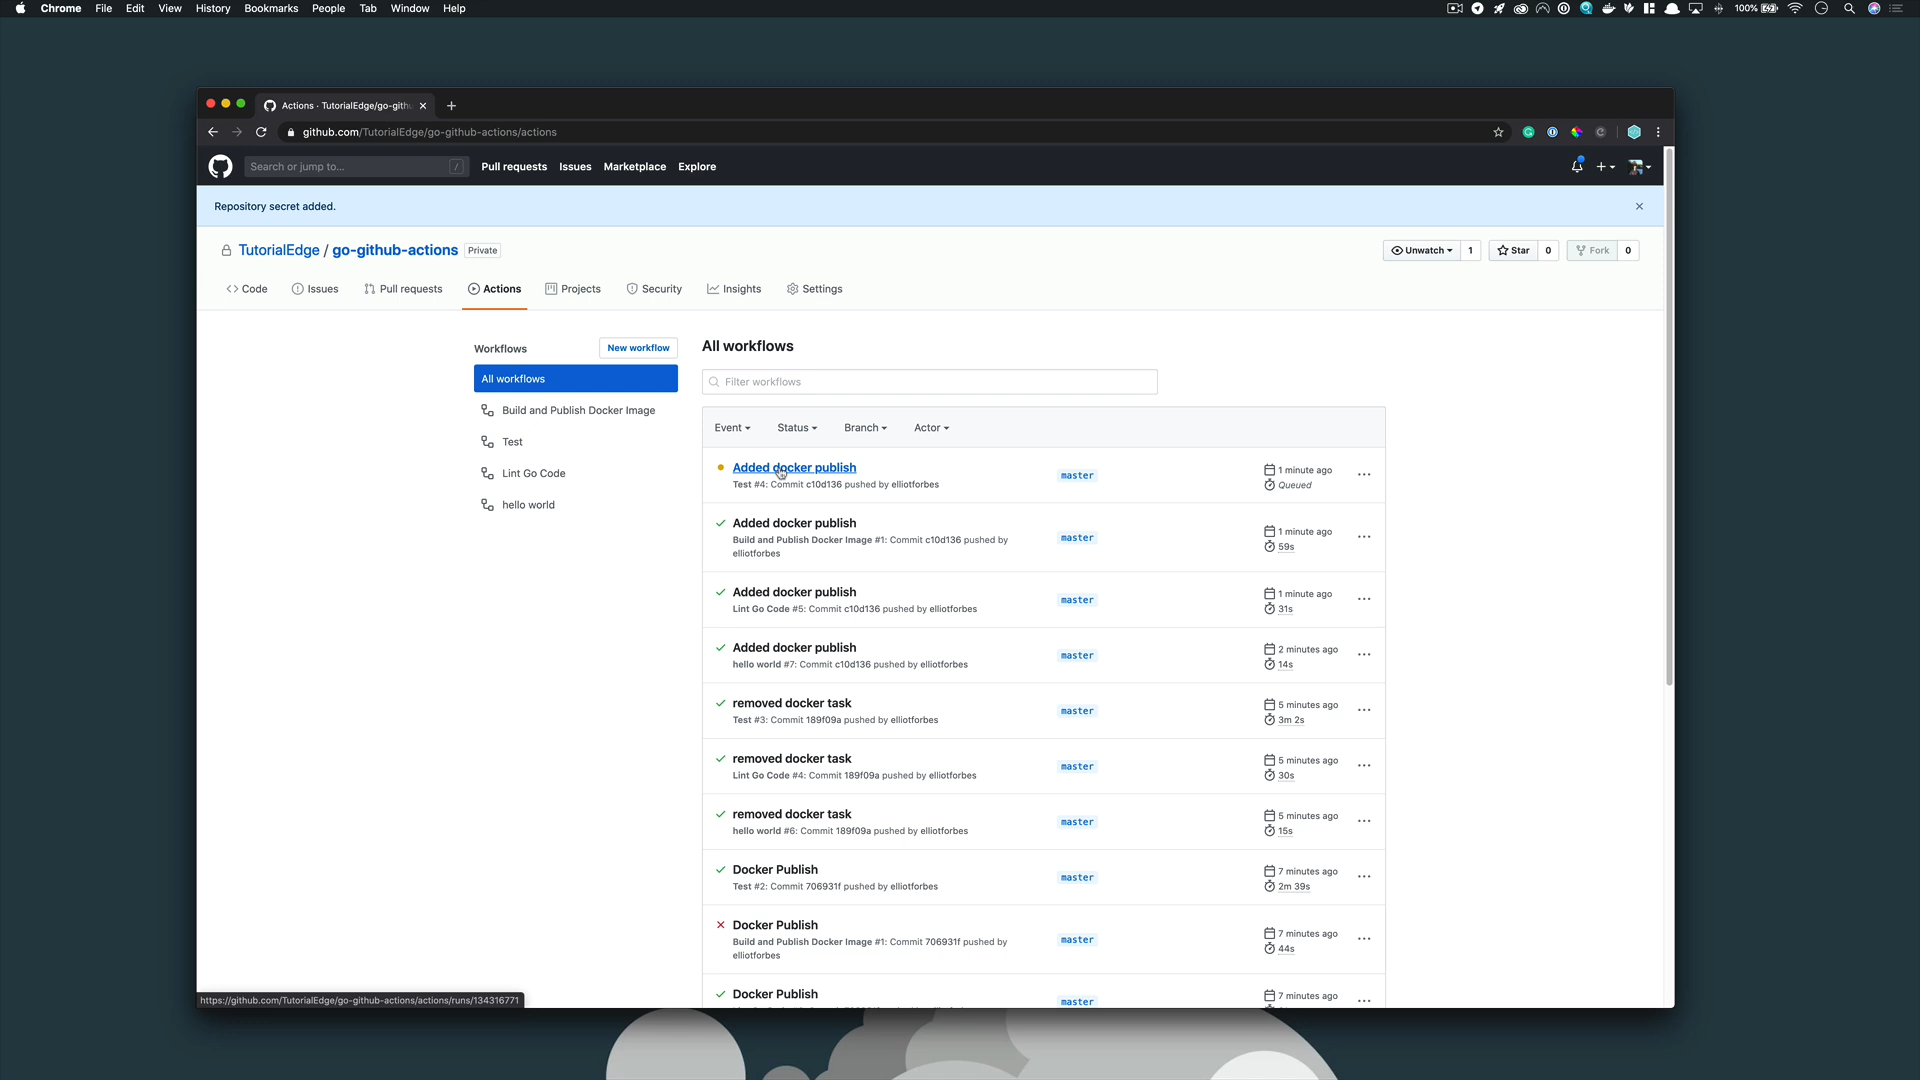 Chrome File Edit View History Bookmarks People Tab Window Help 100%
Actions · TutorialEdge/go-gith
github.com/TutorialEdge/go-github-actions/actions
Search or jump to... / Pull requests Issues Marketplace Explore
Repository secret added.
TutorialEdge / go-github-actions Private Unwatch 1 Star 0 Fork 0
Code Issues Pull requests Actions Projects Security Insights Settings
Workflows New workflow
All workflows
Build and Publish Docker Image
Test
Lint Go Code
hello world
All workflows
Filter workflows
Event Status Branch Actor
Added docker publish
Test #4: Commit c10d136 pushed by elliotforbes
master
1 minute ago
Queued
Added docker publish
Build and Publish Docker Image #1: Commit c10d136 pushed by
elliotforbes
master
1 minute ago
59s
Added docker publish
Lint Go Code #5: Commit c10d136 pushed by elliotforbes
master
1 minute ago
31s
Added docker publish
hello world #7: Commit c10d136 pushed by elliotforbes
master
2 minutes ago
14s
removed docker task
Test #3: Commit 189f09a pushed by elliotforbes
master
5 minutes ago
3m 2s
removed docker task
Lint Go Code #4: Commit 189f09a pushed by elliotforbes
master
5 minutes ago
30s
removed docker task
hello world #6: Commit 189f09a pushed by elliotforbes
master
5 minutes ago
15s
Docker Publish
Test #2: Commit 706931f pushed by elliotforbes
master
7 minutes ago
2m 39s
Docker Publish
Build and Publish Docker Image #1: Commit 706931f pushed by
elliotforbes
master
7 minutes ago
44s
Docker Publish
master
7 minutes ago
https://github.com/TutorialEdge/go-github-actions/actions/runs/134316771